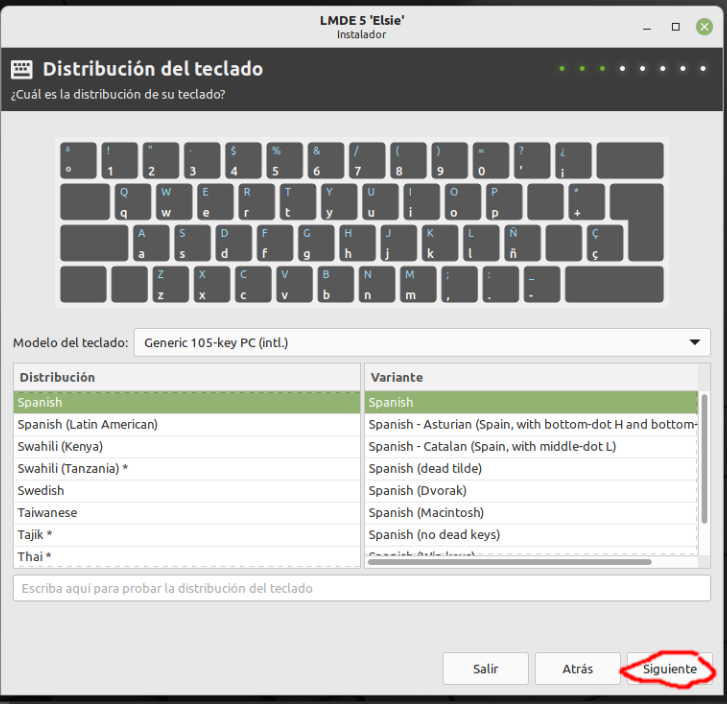 LMDE 5 'Elsie'
Instalador
Distribución del teclado
¿Cuál es la distribución de su teclado?
ª ! " · $ % & / ( ) = ? ¿
º 1 2 3 4 5 6 7 8 9 0 ' ¡
Q W E R T Y U I O P *
q w e r t y u i o p +
A S D F G H J K L Ñ Ç
a s d f g h j k l ñ ç
Z X C V B N M ; : _
z x c v b n m , . -
Modelo del teclado: Generic 105-key PC (intl.)
Distribución Variante
Spanish Spanish
Spanish (Latin American) Spanish - Asturian (Spain, with bottom-dot H and bottom-
Swahili (Kenya) Spanish - Catalan (Spain, with middle-dot L)
Swahili (Tanzania) * Spanish (dead tilde)
Swedish Spanish (Dvorak)
Taiwanese Spanish (Macintosh)
Tajik * Spanish (no dead keys)
Thai * Spanish (Win keys)
Escriba aquí para probar la distribución del teclado
Salir Atrás Siguiente